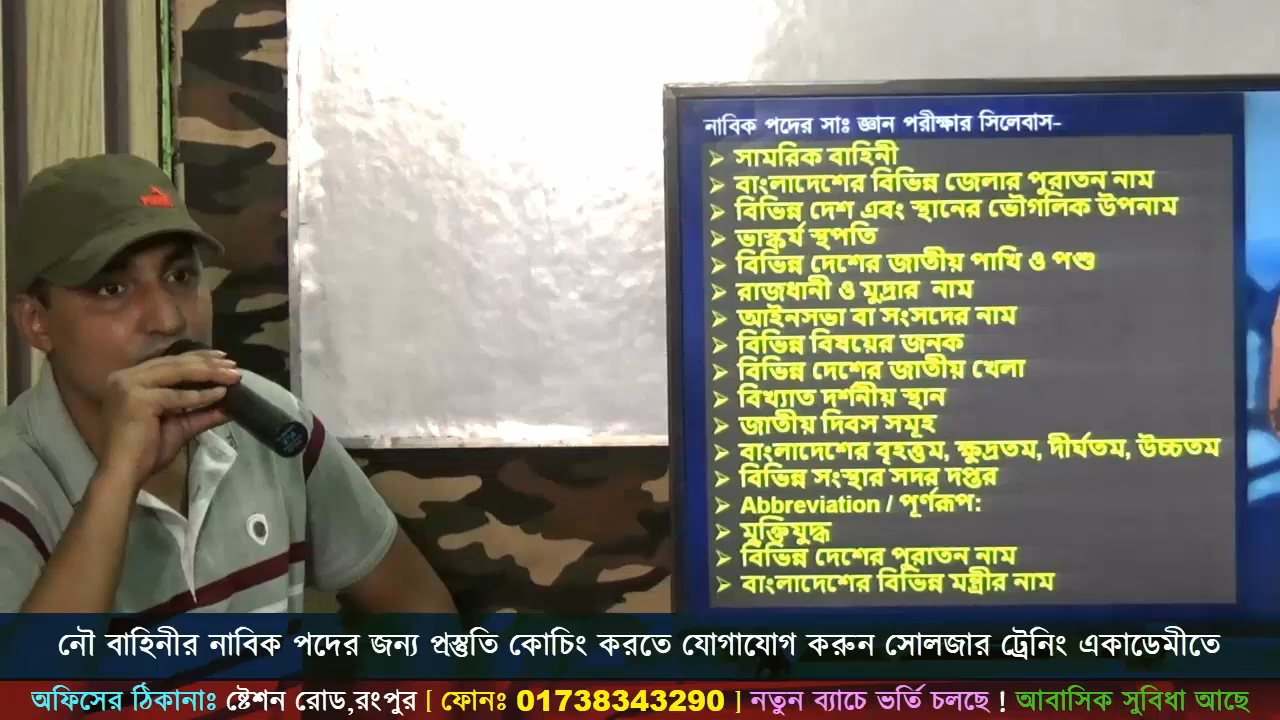 নাবিক পদের সাঃ জ্ঞান পরীক্ষার সিলেবাস-
➢ সামরিক বাহিনী
➢ বাংলাদেশের বিভিন্ন জেলার পুরাতন নাম
➢ বিভিন্ন দেশ এবং স্থানের ভৌগলিক উপনাম
➢ ভাস্কর্য স্থপতি
➢ বিভিন্ন দেশের জাতীয় পাখি ও পশু
➢ রাজধানী ও মুদ্রার নাম
➢ আইনসভা বা সংসদের নাম
➢ বিভিন্ন বিষয়ের জনক
➢ বিভিন্ন দেশের জাতীয় খেলা
➢ বিখ্যাত দর্শনীয় স্থান
➢ জাতীয় দিবস সমূহ
➢ বাংলাদেশের বৃহত্তম, ক্ষুদ্রতম, দীর্ঘতম, উচ্চতম
➢ বিভিন্ন সংস্থার সদর দপ্তর
➢ Abbreviation / পূর্ণরূপ:
➢ মুক্তিযুদ্ধ
➢ বিভিন্ন দেশের পুরাতন নাম
➢ বাংলাদেশের বিভিন্ন মন্ত্রীর নাম
নৌ বাহিনীর নাবিক পদের জন্য প্রস্তুতি কোচিং করতে যোগাযোগ করুন সোলজার ট্রেনিং একাডেমীতে
অফিসের ঠিকানাঃ ষ্টেশন রোড,রংপুর [ ফোনঃ 01738343290 ] নতুন ব্যাচে ভর্তি চলছে ! আবাসিক সুবিধা আছে